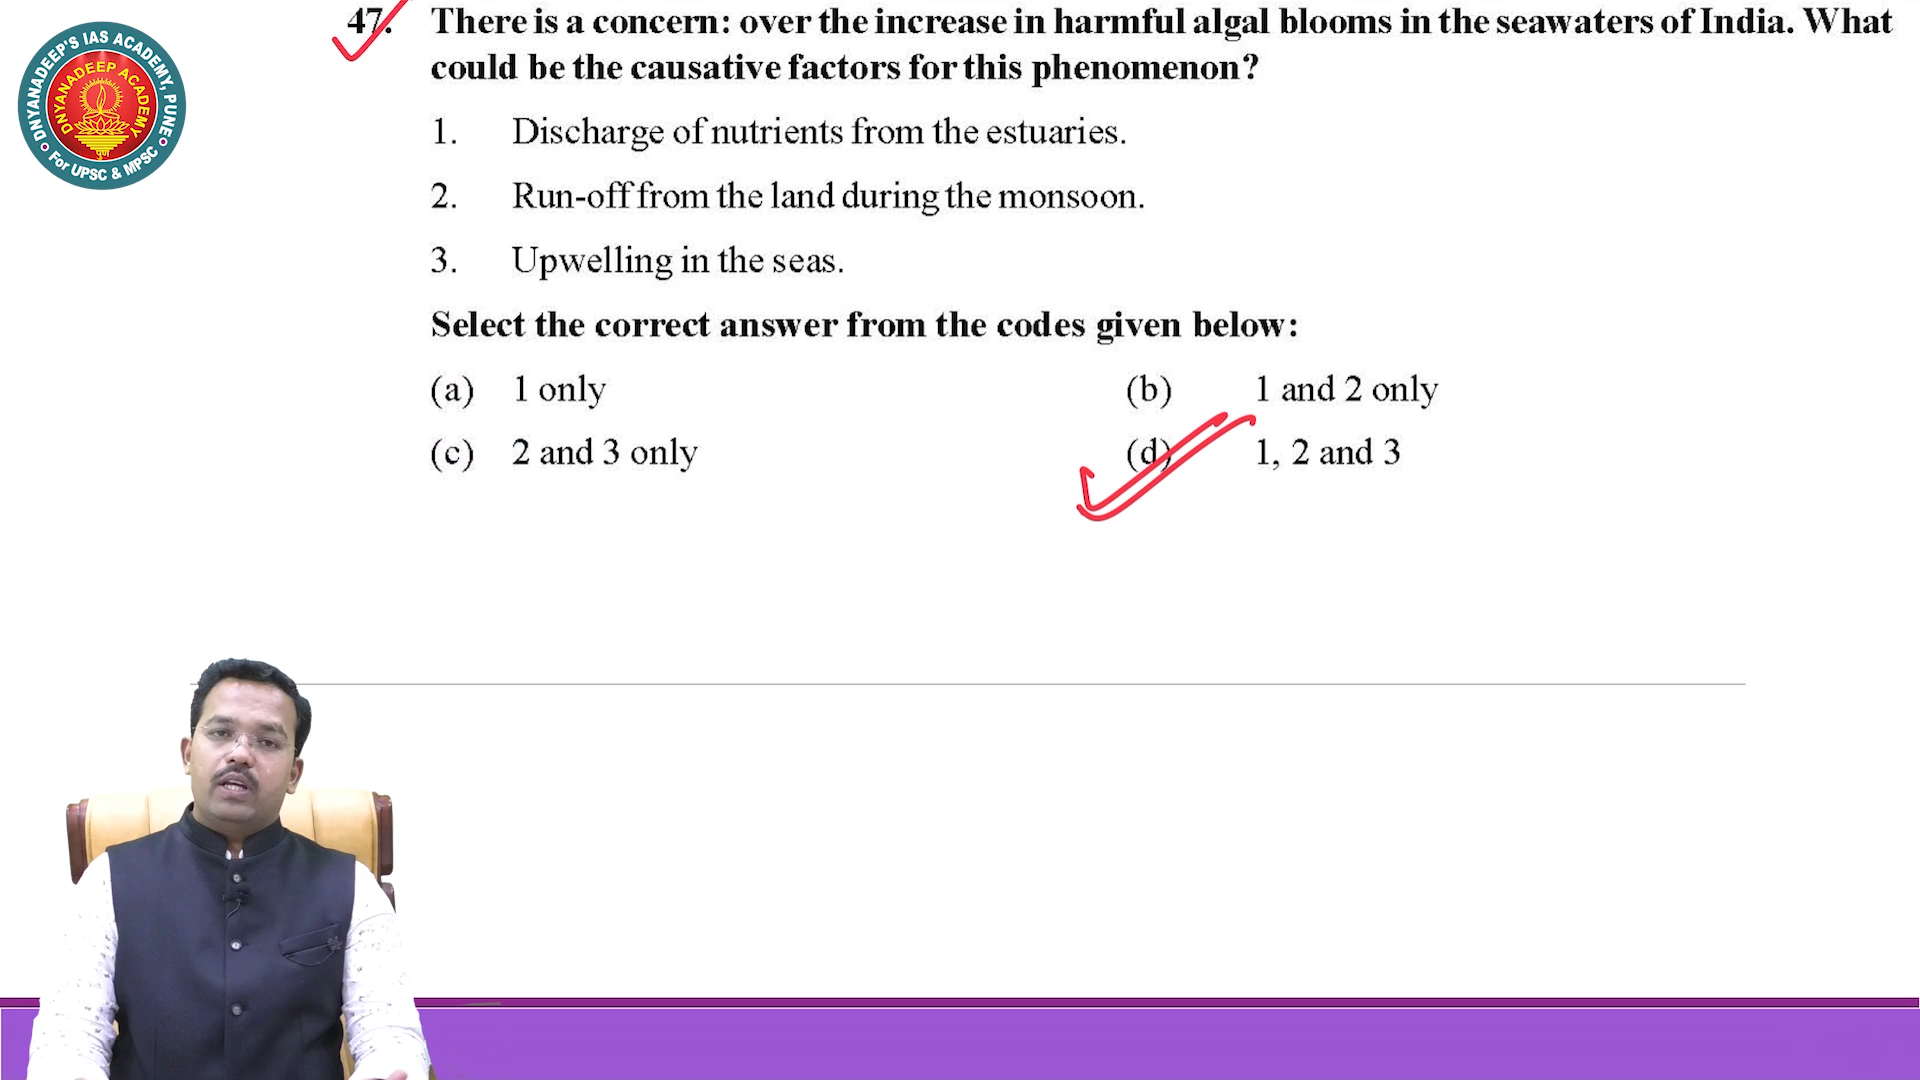 DNYANADEEP'S IAS ACADEMY, PUNE
DNYANADEEP ACADEMY
पुणे
For UPSC & MPSC
47. There is a concern: over the increase in harmful algal blooms in the seawaters of India. What
could be the causative factors for this phenomenon?
1. Discharge of nutrients from the estuaries.
2. Run-off from the land during the monsoon.
3. Upwelling in the seas.
Select the correct answer from the codes given below:
(a) 1 only (b) 1 and 2 only
(c) 2 and 3 only (d) 1, 2 and 3